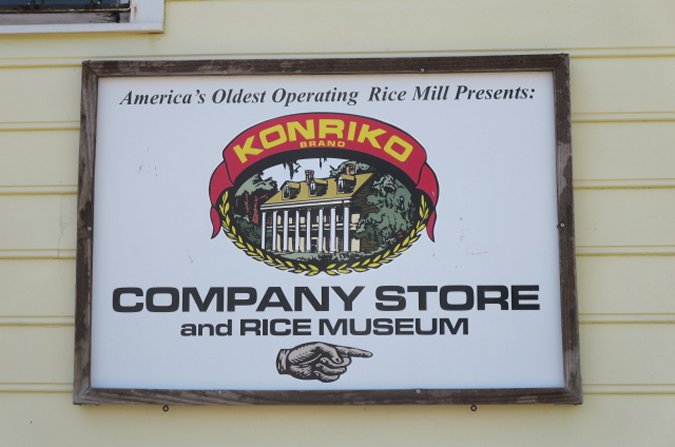 America's Oldest Operating Rice Mill Presents:
KONRIKO
BRAND
COMPANY STORE
and RICE MUSEUM